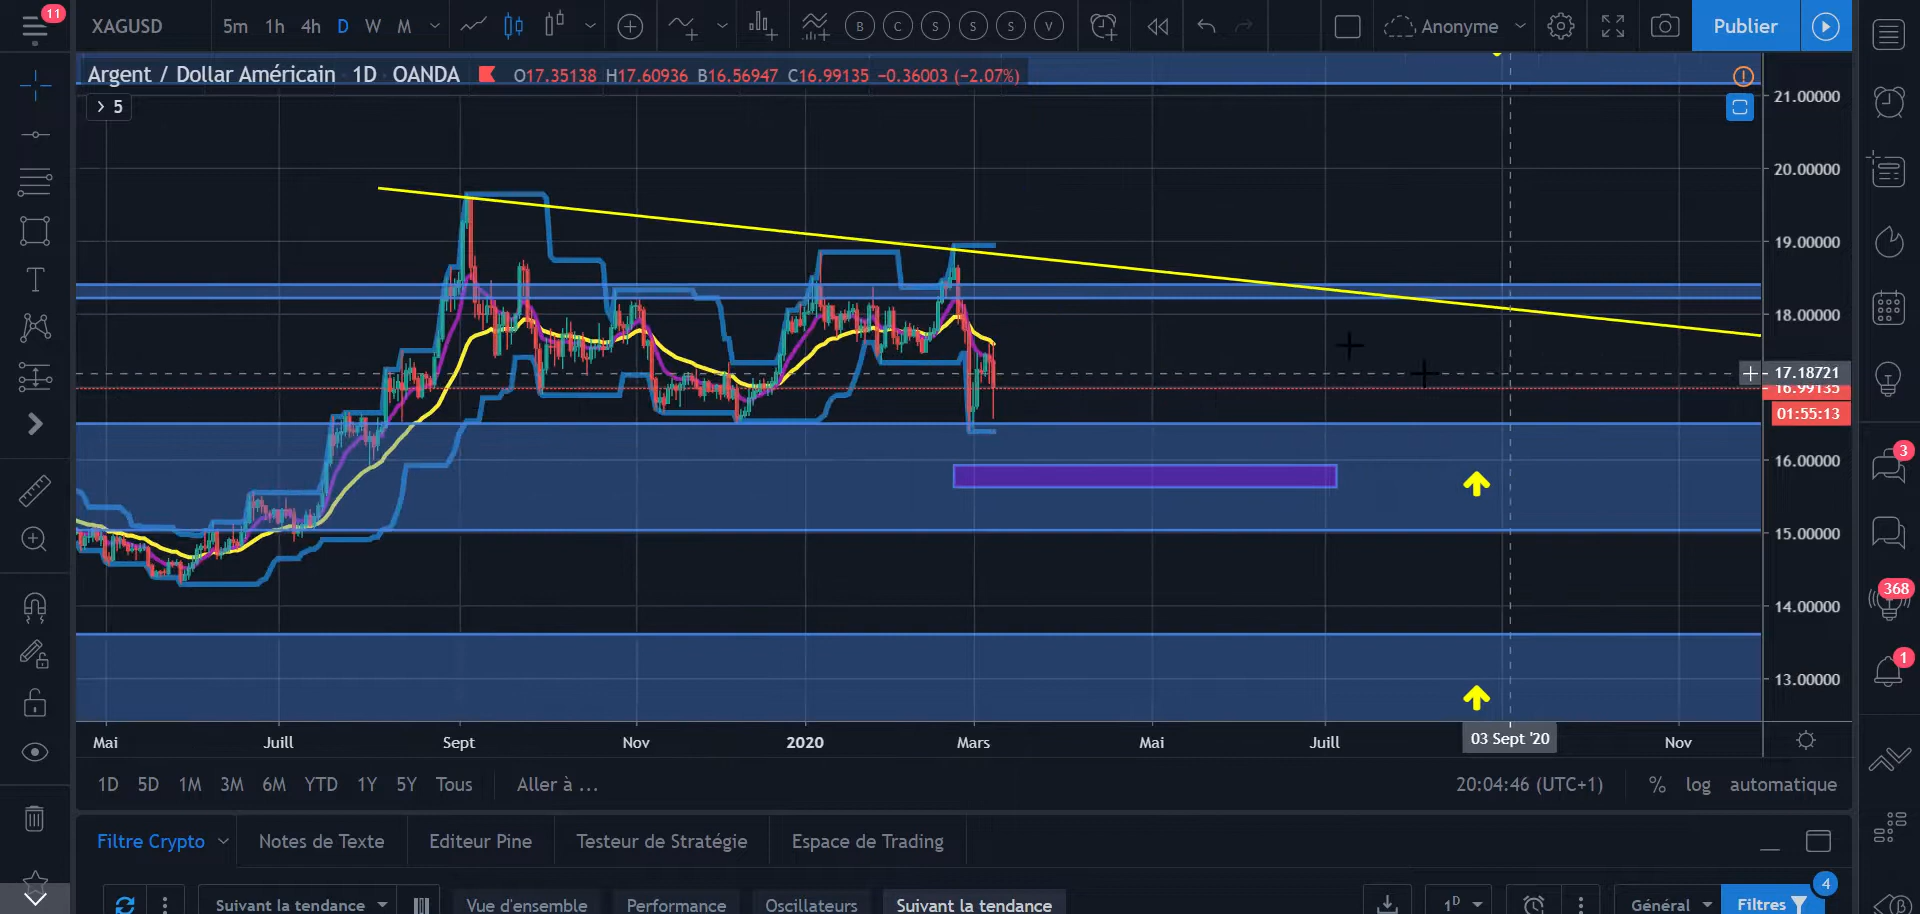 11
XAGUSD 5m 1h 4h D W M B C S S S V Anonyme Publier
Argent / Dollar Américain 1D OANDA O17.35138 H17.60936 B16.56947 C16.99135 −0.36003 (−2.07%)
5
21.00000
20.00000
19.00000
18.00000
17.18721
16.99135
01:55:13
16.00000
15.00000
14.00000
13.00000
3
368
1
Mai Juill Sept Nov 2020 Mars Mai Juill 03 Sept '20 Nov
1D 5D 1M 3M 6M YTD 1Y 5Y Tous Aller à ... 20:04:46 (UTC+1) % log automatique
Filtre Crypto Notes de Texte Editeur Pine Testeur de Stratégie Espace de Trading
4
Suivant la tendance Vue d'ensemble Performance Oscillateurs Suivant la tendance 1D Général Filtres